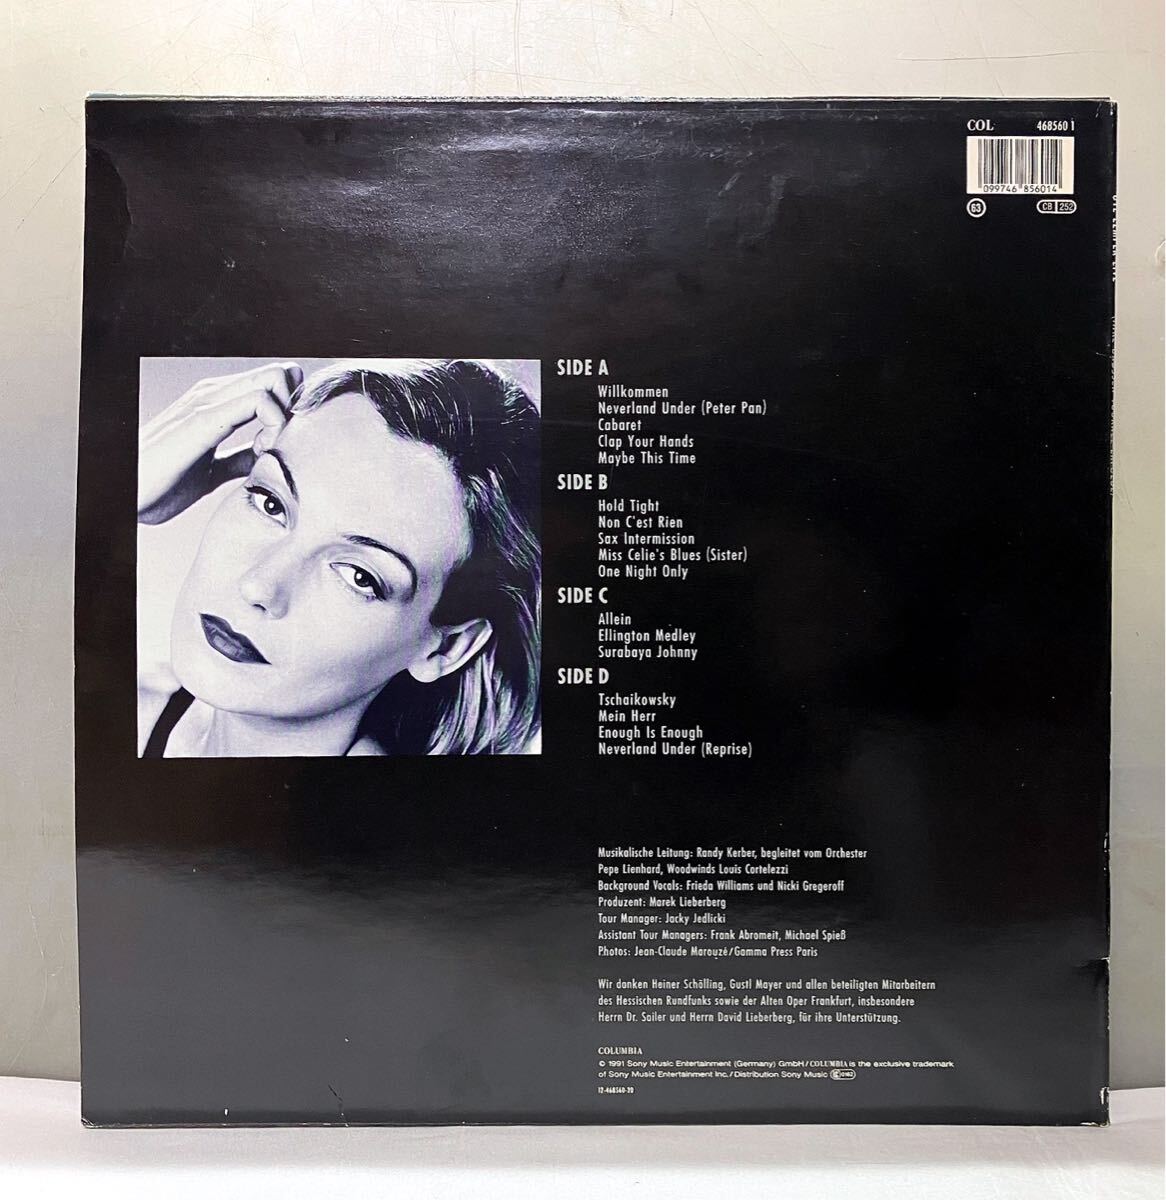 COL 468560 1
099746 856014
63 CB 252
SIDE A
Willkommen
Neverland Under (Peter Pan)
Cabaret
Clap Your Hands
Maybe This Time
SIDE B
Hold Tight
Non C'est Rien
Sax Intermission
Miss Celie's Blues (Sister)
One Night Only
SIDE C
Allein
Ellington Medley
Surabaya Johnny
SIDE D
Tschaikowsky
Mein Herr
Enough Is Enough
Neverland Under (Reprise)
Musikalische Leitung: Randy Kerber, begleitet vom Orchester
Pepe Lienhard, Woodwinds Louis Cortelezzi
Background Vocals: Frieda Williams und Nicki Gregeroff
Produzent: Marek Lieberberg
Tour Manager: Jacky Jedlicki
Assistant Tour Managers: Frank Abromeit, Michael Spieß
Photos: Jean-Claude Marouzé/Gamma Press Paris
Wir danken Heiner Schölling, Gustl Mayer und allen beteiligten Mitarbeitern
des Hessischen Rundfunks sowie der Alten Oper Frankfurt, insbesondere
Herrn Dr. Sailer und Herrn David Lieberberg, für ihre Unterstützung.
COLUMBIA
© 1991 Sony Music Entertainment (Germany) GmbH/COLUMBIA is the exclusive trademark
of Sony Music Entertainment Inc./Distribution Sony Music
12-468560-20